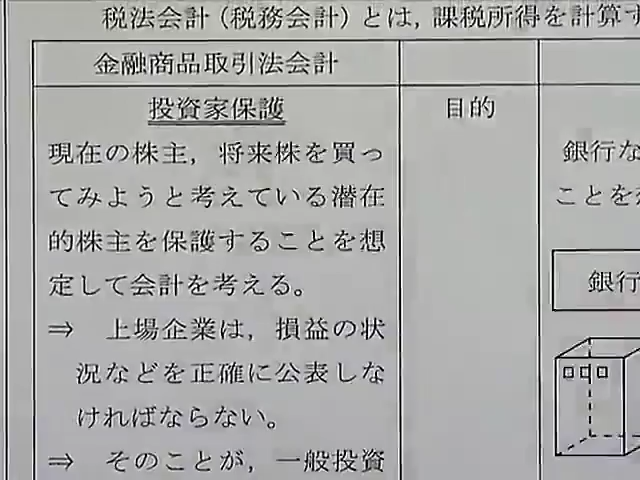 税法会計（税務会計）とは，課税所得を計算す
金融商品取引法会計
投資家保護
目的
現在の株主，将来株を買っ
てみようと考えている潜在
的株主を保護することを想
定して会計を考える。
⇒　上場企業は，損益の状
況などを正確に公表しな
ければならない。
⇒　そのことが，一般投資
銀行な
ことを
銀行